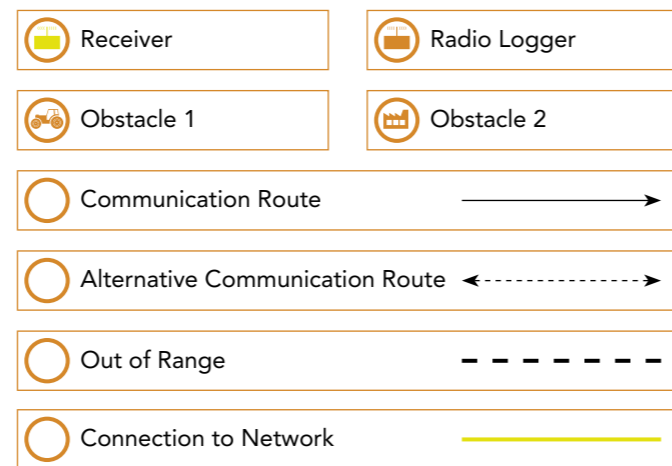 Receiver
Radio Logger
Obstacle 1
Obstacle 2
Communication Route
Alternative Communication Route
Out of Range
Connection to Network